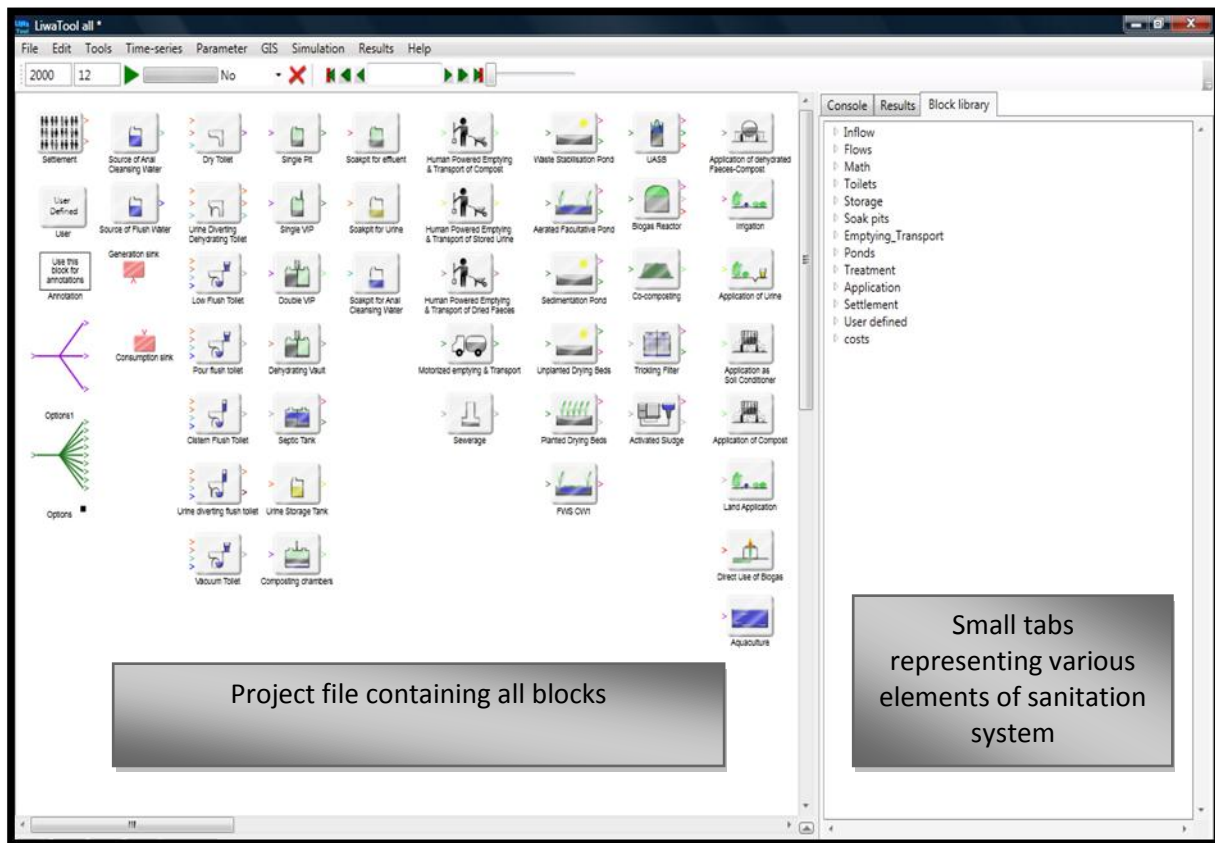 LiwaTool all *
File Edit Tools Time-series Parameter GIS Simulation Results Help
2000 12 No
Console Results Block library
Inflow
Flows
Math
Toilets
Storage
Soak pits
Emptying_Transport
Ponds
Treatment
Application
Settlement
User defined
costs
Settlement
Source of Anal
Cleansing Water
Dry Toilet
Single Pit
Soakpit for effluent
Human Powered Emptying
& Transport of Compost
Waste Stabilisation Pond
UASB
Application of dehydrated
Faeces-Compost
User
Defined
User
Source of Flush Water
Urine Diverting
Dehydrating Toilet
Single VIP
Soakpit for Urine
Human Powered Emptying
& Transport of Stored Urine
Aerated Facultative Pond
Biogas Reactor
Irrigation
Use this
block for
annotations
Annotation
Generation sink
Low Flush Toilet
Double VIP
Soakpit for Anal
Cleansing Water
Human Powered Emptying
& Transport of Dried Faeces
Sedimentation Pond
Co-composting
Application of Urine
Consumption sink
Pour flush toilet
Dehydrating Vault
Motorized emptying & Transport
Unplanted Drying Beds
Trickling Filter
Application as
Soil Conditioner
Options1
Cistern Flush Toilet
Septic Tank
Sewerage
Planted Drying Beds
Activated Sludge
Application of Compost
Options
Urine diverting flush toilet
Urine Storage Tank
FWS CW1
Land Application
Vacuum Toilet
Composting chambers
Direct Use of Biogas
Aquaculture
Project file containing all blocks
Small tabs
representing various
elements of sanitation
system